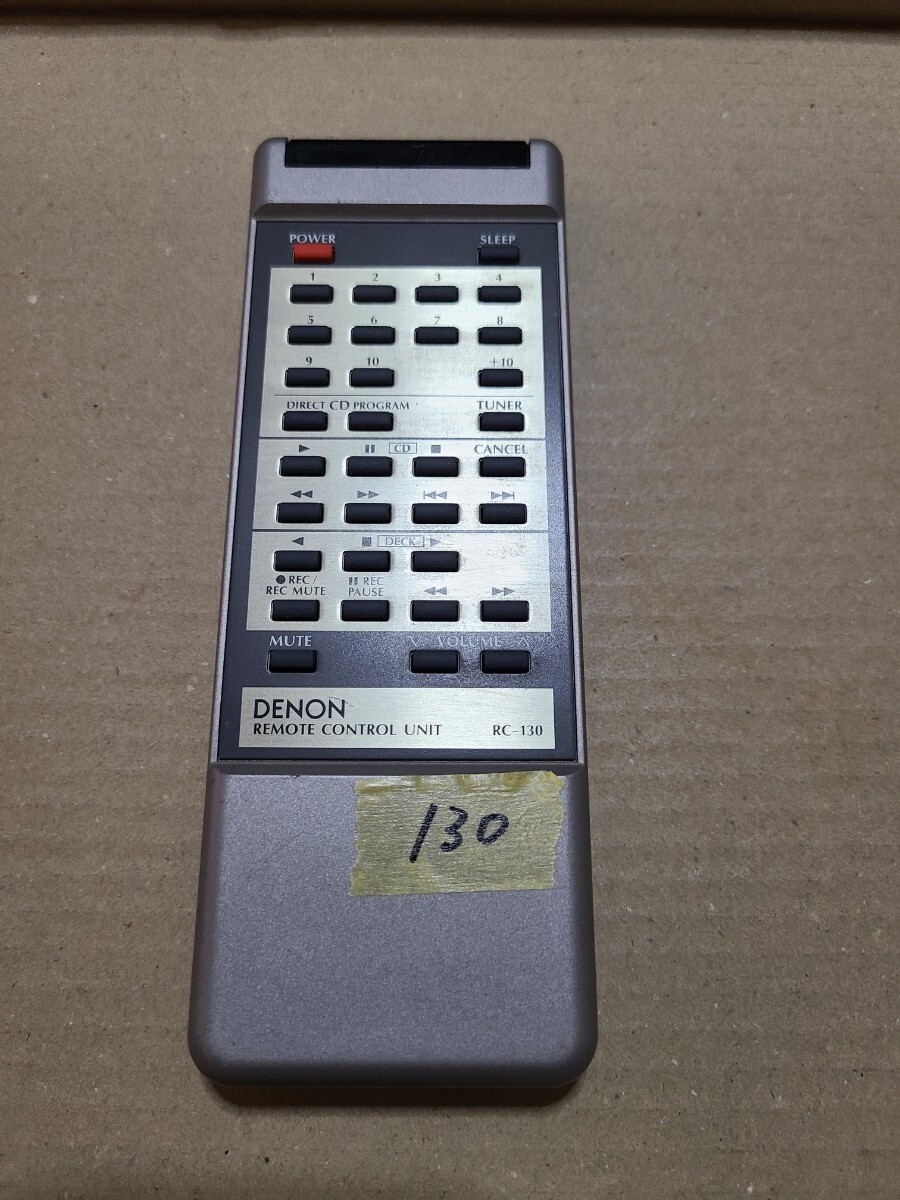 POWER SLEEP
1 2 3 4
5 6 7 8
9 10 +10
DIRECT CD PROGRAM TUNER
▶ ▮▮ CD ■ CANCEL
◀◀ ▶▶ |◀◀ ▶▶|
◀ ■ DECK ▶
● REC / ▮▮ REC
REC MUTE PAUSE ◀◀ ▶▶
MUTE ∨ VOLUME ∧
DENON
REMOTE CONTROL UNIT RC-130
130